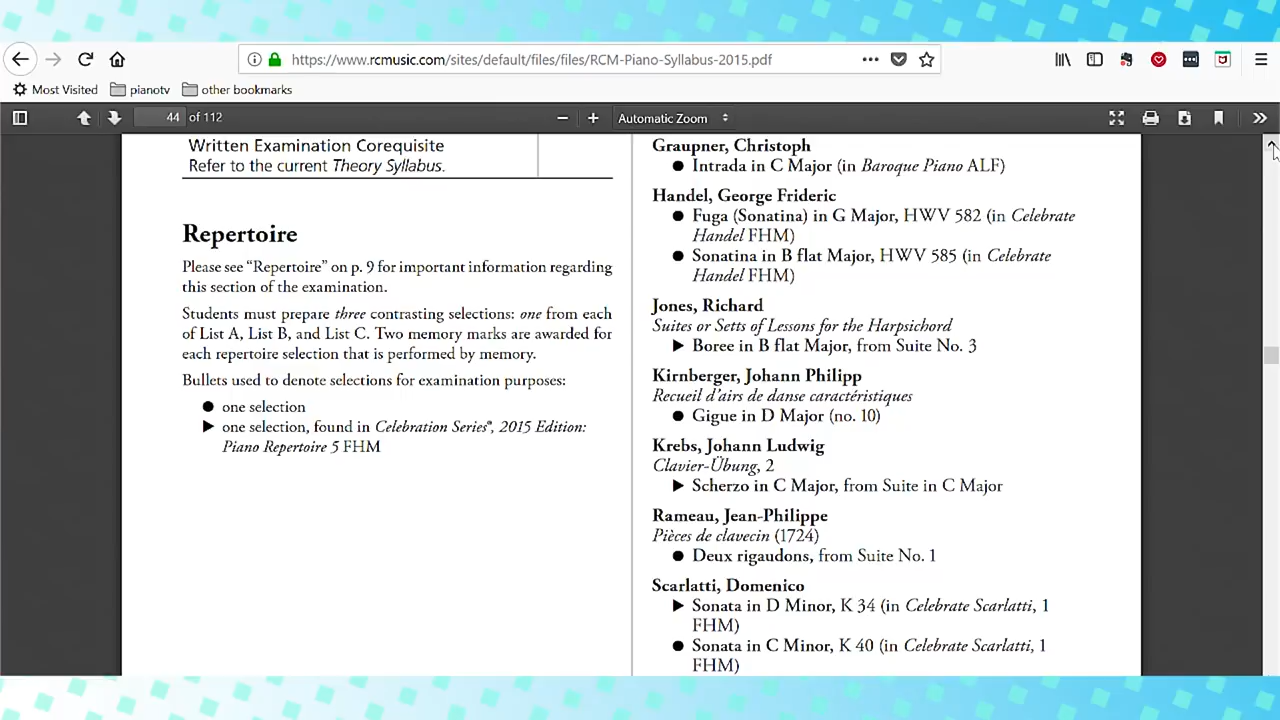 https://www.rcmusic.com/sites/default/files/files/RCM-Piano-Syllabus-2015.pdf
Most Visited pianotv other bookmarks
44 of 112 Automatic Zoom
Written Examination Corequisite
Refer to the current Theory Syllabus.
Repertoire
Please see “Repertoire” on p. 9 for important information regarding
this section of the examination.
Students must prepare three contrasting selections: one from each
of List A, List B, and List C. Two memory marks are awarded for
each repertoire selection that is performed by memory.
Bullets used to denote selections for examination purposes:
● one selection
▶ one selection, found in Celebration Series®, 2015 Edition:
Piano Repertoire 5 FHM
Graupner, Christoph
● Intrada in C Major (in Baroque Piano ALF)
Handel, George Frideric
● Fuga (Sonatina) in G Major, HWV 582 (in Celebrate
Handel FHM)
● Sonatina in B flat Major, HWV 585 (in Celebrate
Handel FHM)
Jones, Richard
Suites or Setts of Lessons for the Harpsichord
▶ Boree in B flat Major, from Suite No. 3
Kirnberger, Johann Philipp
Recueil d’airs de danse caractéristiques
● Gigue in D Major (no. 10)
Krebs, Johann Ludwig
Clavier-Übung, 2
▶ Scherzo in C Major, from Suite in C Major
Rameau, Jean-Philippe
Pièces de clavecin (1724)
● Deux rigaudons, from Suite No. 1
Scarlatti, Domenico
▶ Sonata in D Minor, K 34 (in Celebrate Scarlatti, 1
FHM)
● Sonata in C Minor, K 40 (in Celebrate Scarlatti, 1
FHM)